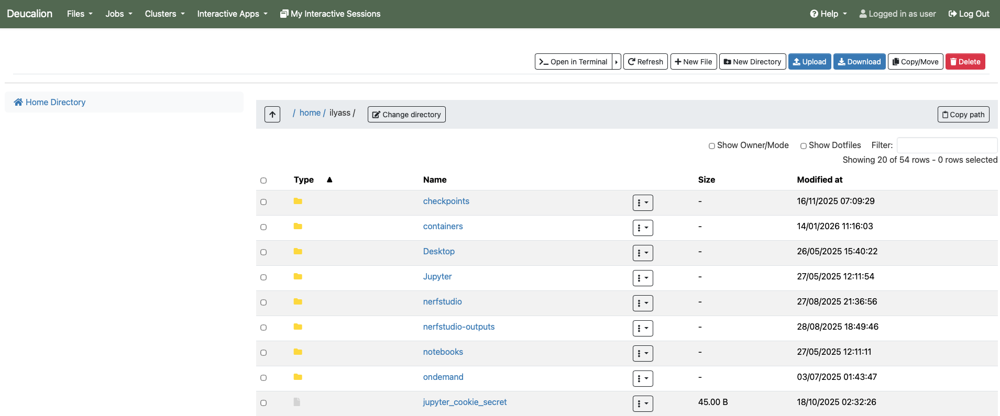 Deucalion Files Jobs Clusters Interactive Apps My Interactive Sessions Help Logged in as user Log Out
Open in Terminal Refresh New File New Directory Upload Download Copy/Move Delete
Home Directory
/ home / ilyass / Change directory Copy path
Show Owner/Mode Show Dotfiles Filter:
Showing 20 of 54 rows - 0 rows selected
Type Name Size Modified at
checkpoints - 16/11/2025 07:09:29
containers - 14/01/2026 11:16:03
Desktop - 26/05/2025 15:40:22
Jupyter - 27/05/2025 12:11:54
nerfstudio - 27/08/2025 21:36:56
nerfstudio-outputs - 28/08/2025 18:49:46
notebooks - 27/05/2025 12:11:11
ondemand - 03/07/2025 01:43:47
jupyter_cookie_secret 45.00 B 18/10/2025 02:32:26